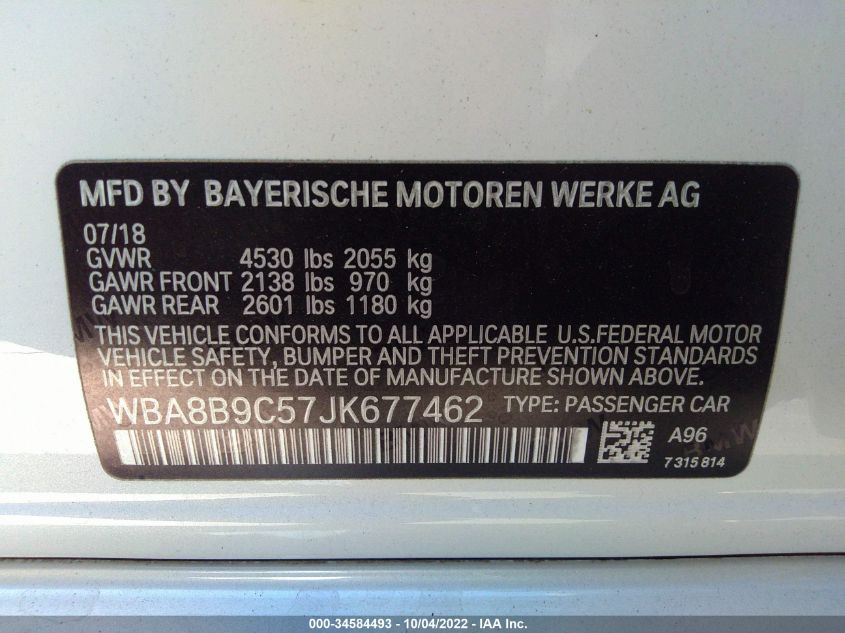 MFD BY BAYERISCHE MOTOREN WERKE AG
07/18
GVWR 4530 lbs 2055 kg
GAWR FRONT 2138 lbs 970 kg
GAWR REAR 2601 lbs 1180 kg
THIS VEHICLE CONFORMS TO ALL APPLICABLE U.S.FEDERAL MOTOR
VEHICLE SAFETY, BUMPER AND THEFT PREVENTION STANDARDS
IN EFFECT ON THE DATE OF MANUFACTURE SHOWN ABOVE.
WBA8B9C57JK677462 TYPE: PASSENGER CAR
A96
7315814
000-34584493 - 10/04/2022 - IAA Inc.